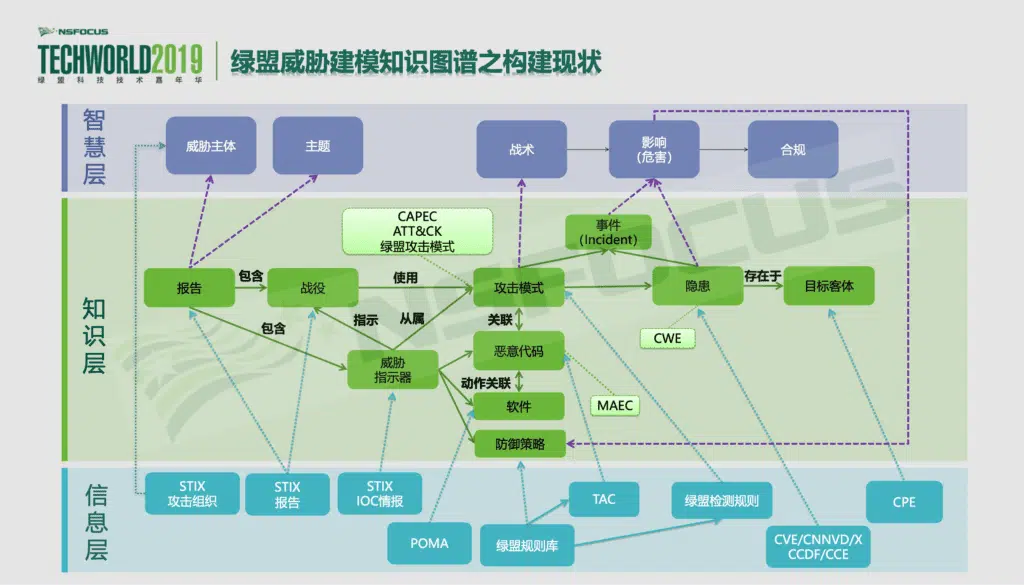 NSFOCUS
TECHWORLD2019
绿盟科技技术嘉年华
绿盟威胁建模知识图谱之构建现状
智慧层
威胁主体
主题
战术
影响
(危害)
合规
知识层
CAPEC
ATT&CK
绿盟攻击模式
事件
(Incident)
报告
包含
战役
使用
攻击模式
隐患
存在于
目标客体
包含
指示
从属
关联
CWE
威胁
指示器
恶意代码
动作关联
软件
MAEC
防御策略
NSFOCUS
信息层
STIX
攻击组织
STIX
报告
STIX
IOC情报
TAC
绿盟检测规则
CPE
POMA
绿盟规则库
CVE/CNNVD/X
CCDF/CCE